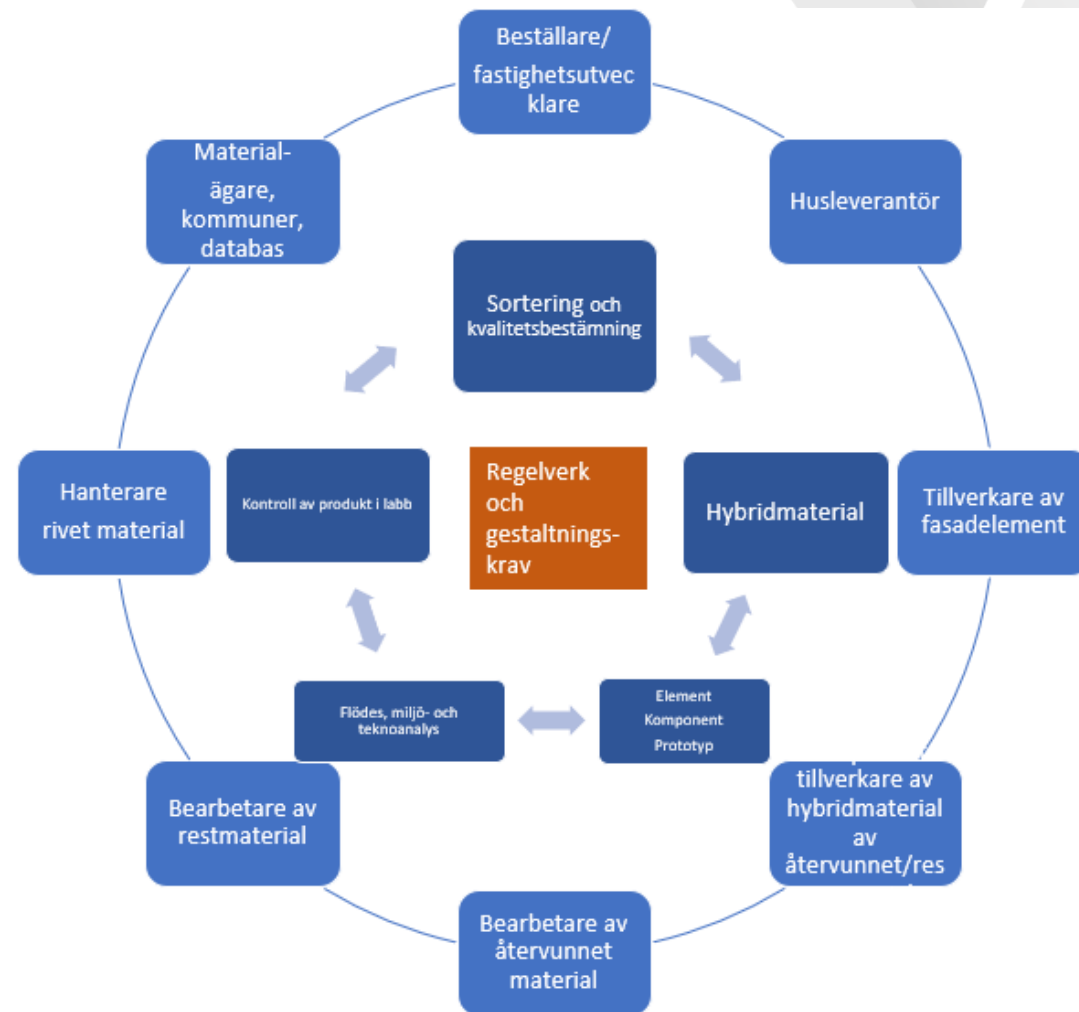 Beställare/
fastighetsutvec
klare
Material-
ägare,
kommuner,
databas
Husleverantör
Sortering och
kvalitetsbestämning
Hanterare
rivet material
Kontroll av produkt i labb
Regelverk
och
gestaltnings-
krav
Hybridmaterial
Tillverkare av
fasadelement
Flödes, miljö- och
teknoanalys
Element
Komponent
Prototyp
Bearbetare av
restmaterial
tillverkare av
hybridmaterial
av
återvunnet/res
Bearbetare av
återvunnet
material